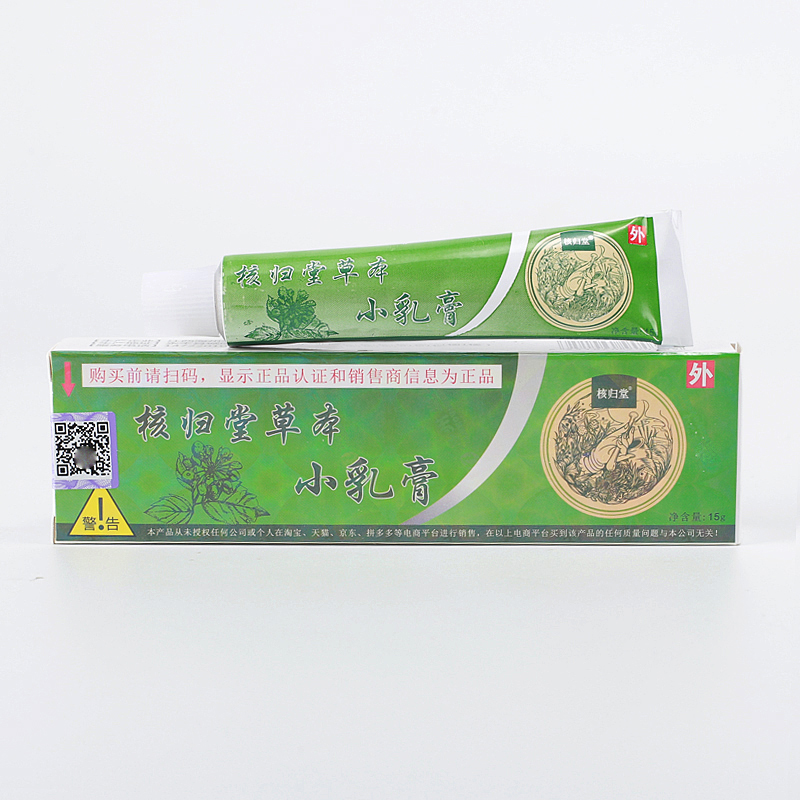 核归堂®
外
核归堂草本
小乳膏
净含量:
购买前请扫码，显示正品认证和销售商信息为正品
核归堂®
外
核归堂草本
小乳膏
净含量: 15g
警!告
本产品从未授权任何公司或个人在淘宝、天猫、京东、拼多多等电商平台进行销售，在以上电商平台买到该产品的任何质量问题与本公司无关！